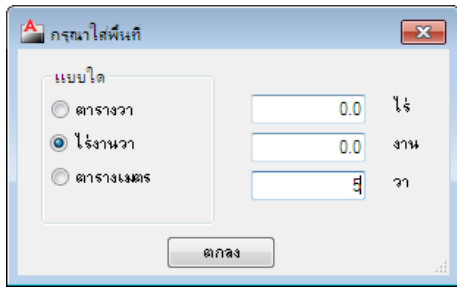 กรุณาใส่พื้นที่
แบบใด
ตารางวา
0.0 ไร่
ไร่งานวา
0.0 งาน
ตารางเมตร
5 วา
ตกลง